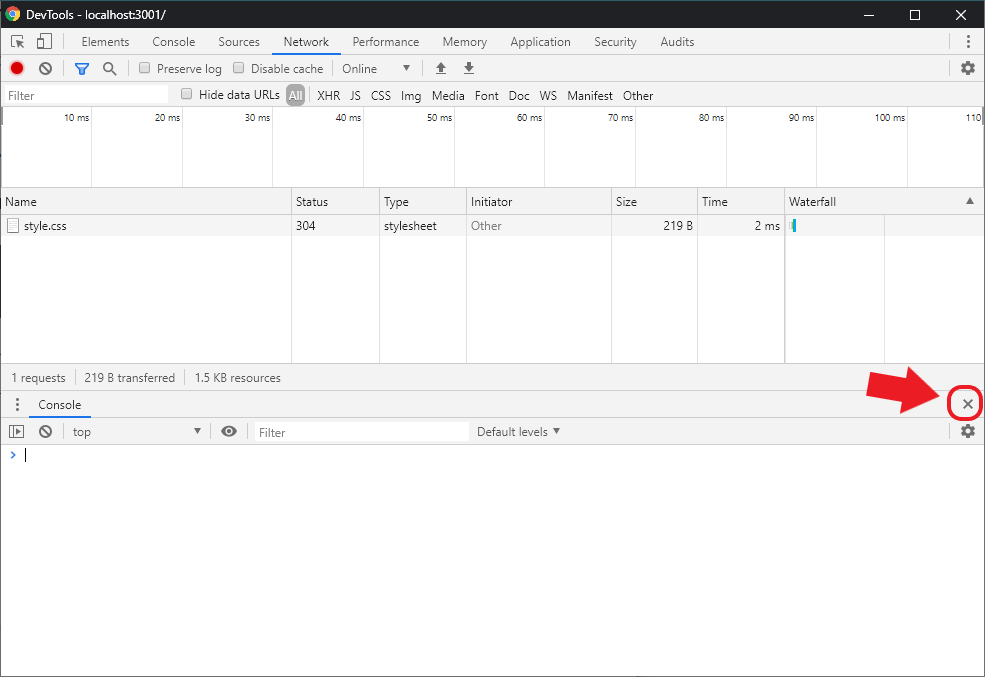 DevTools - localhost:3001/
Elements Console Sources Network Performance Memory Application Security Audits
Preserve log Disable cache Online
Filter Hide data URLs All XHR JS CSS Img Media Font Doc WS Manifest Other
10 ms 20 ms 30 ms 40 ms 50 ms 60 ms 70 ms 80 ms 90 ms 100 ms 110
Name Status Type Initiator Size Time Waterfall
style.css 304 stylesheet Other 219 B 2 ms
1 requests 219 B transferred 1.5 KB resources
Console
top Filter Default levels